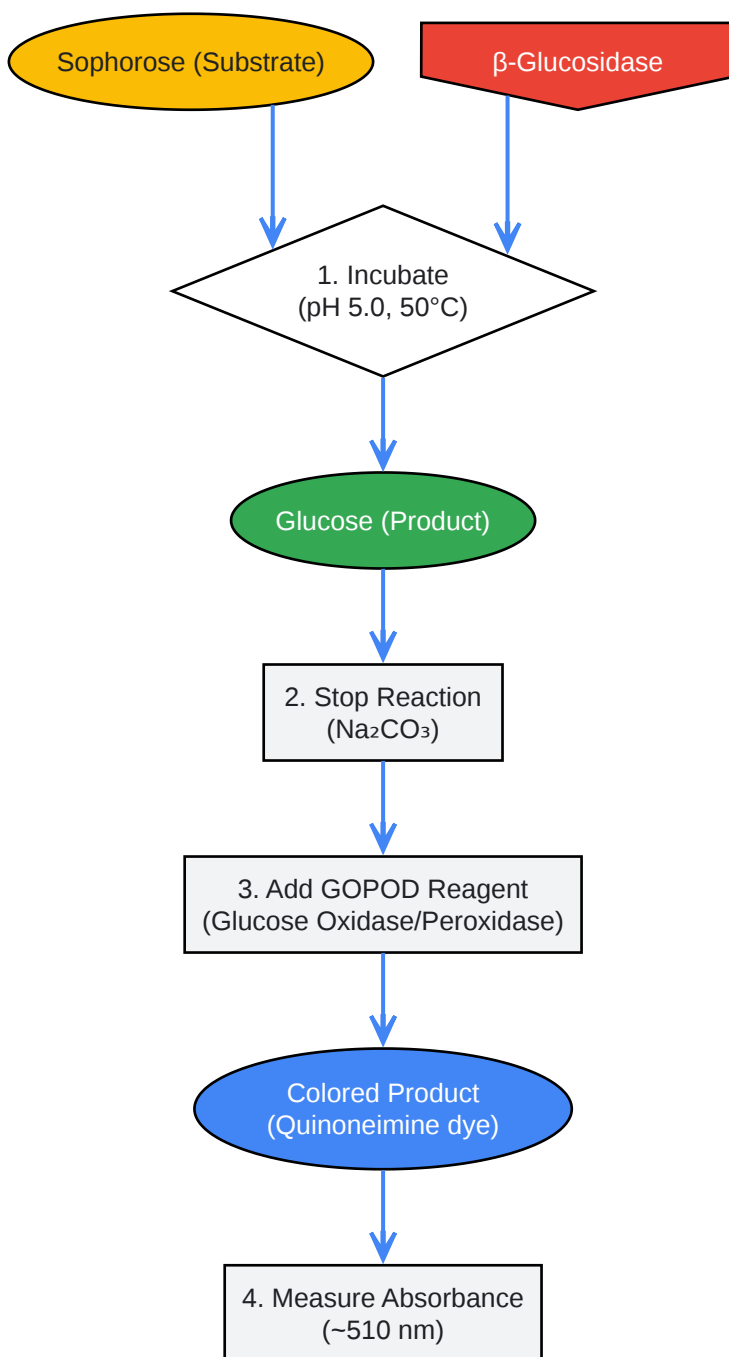 Sophorose (Substrate)
β-Glucosidase
1. Incubate
(pH 5.0, 50°C)
Glucose (Product)
2. Stop Reaction
(Na₂CO₃)
3. Add GOPOD Reagent
(Glucose Oxidase/Peroxidase)
Colored Product
(Quinoneimine dye)
4. Measure Absorbance
(~510 nm)